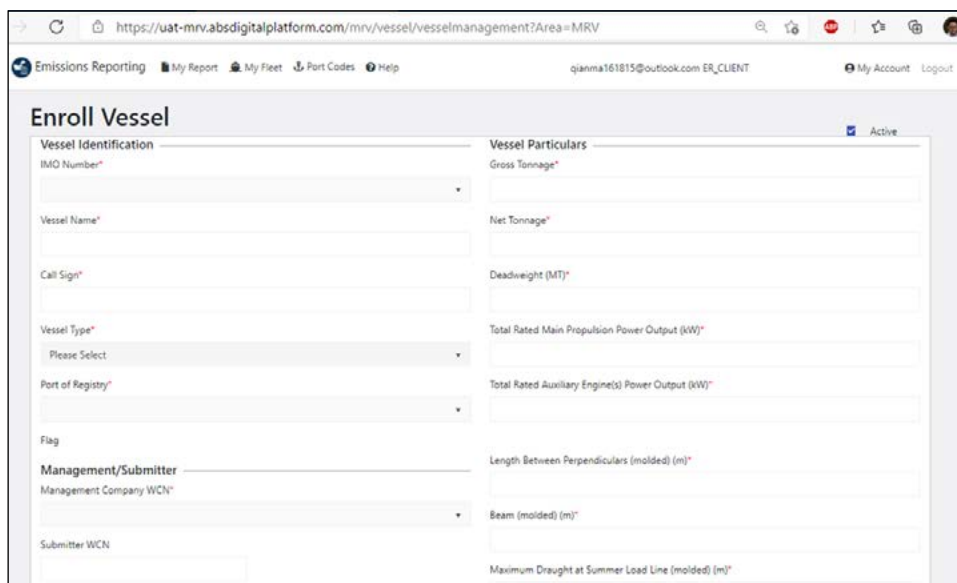 https://uat-mrv.absdigitalplatform.com/mrv/vessel/vesselmanagement?Area=MRV
ABP
Emissions Reporting My Report My Fleet Port Codes Help qianma161815@outlook.com ER_CLIENT My Account Logout
Enroll Vessel
Active
Vessel Identification
IMO Number*
Vessel Name*
Call Sign*
Vessel Type*
Please Select
Port of Registry*
Flag
Management/Submitter
Management Company WCN*
Submitter WCN
Vessel Particulars
Gross Tonnage*
Net Tonnage*
Deadweight (MT)*
Total Rated Main Propulsion Power Output (kW)*
Total Rated Auxiliary Engine(s) Power Output (kW)*
Length Between Perpendiculars (molded) (m)*
Beam (molded) (m)*
Maximum Draught at Summer Load Line (molded) (m)*